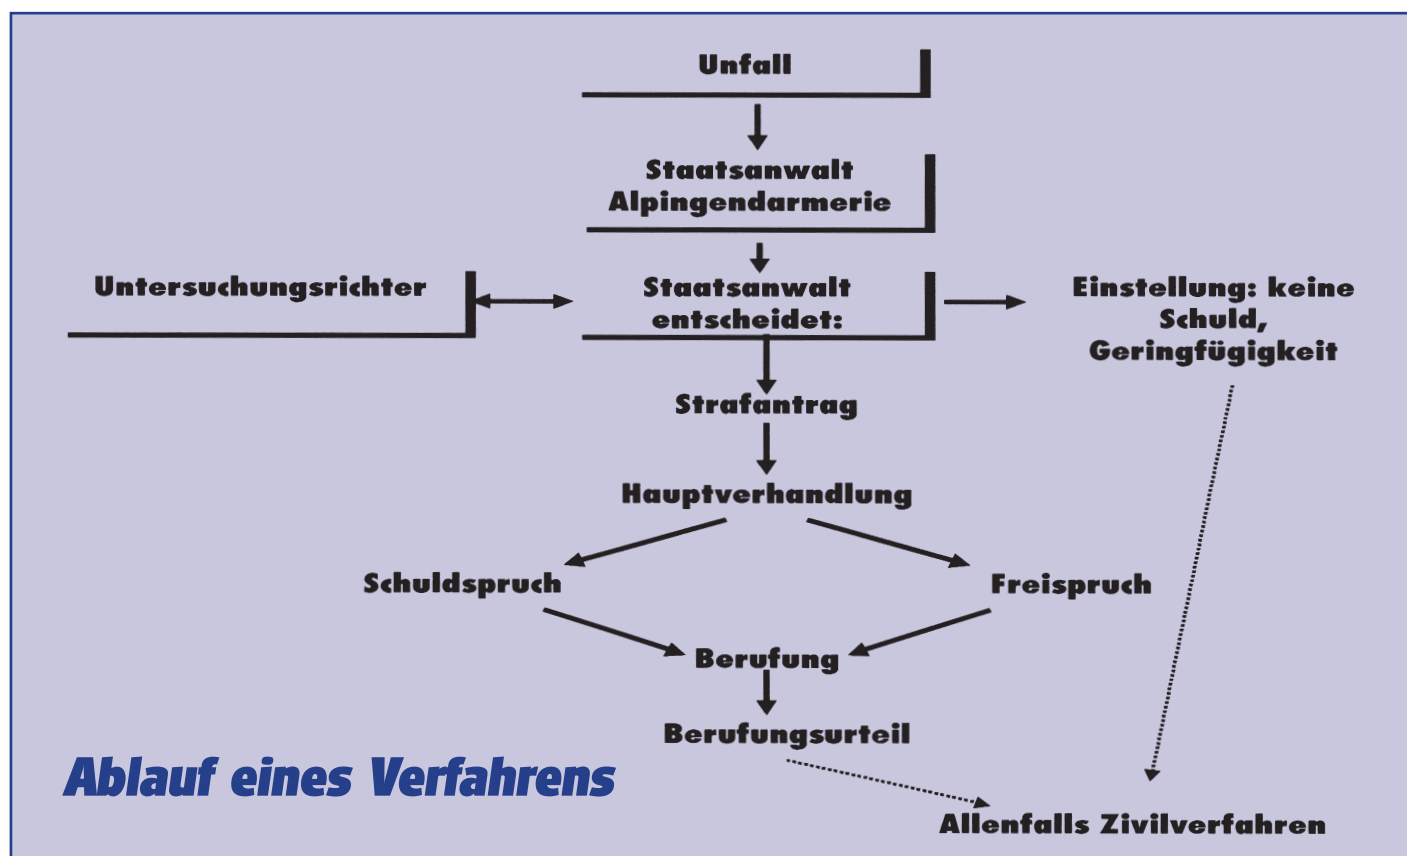 Unfall
Staatsanwalt
Alpingendarmerie
Untersuchungsrichter
Staatsanwalt
entscheidet:
Einstellung: keine
Schuld,
Geringfügigkeit
Strafantrag
Hauptverhandlung
Schuldspruch
Freispruch
Berufung
Berufungsurteil
Ablauf eines Verfahrens
Allenfalls Zivilverfahren